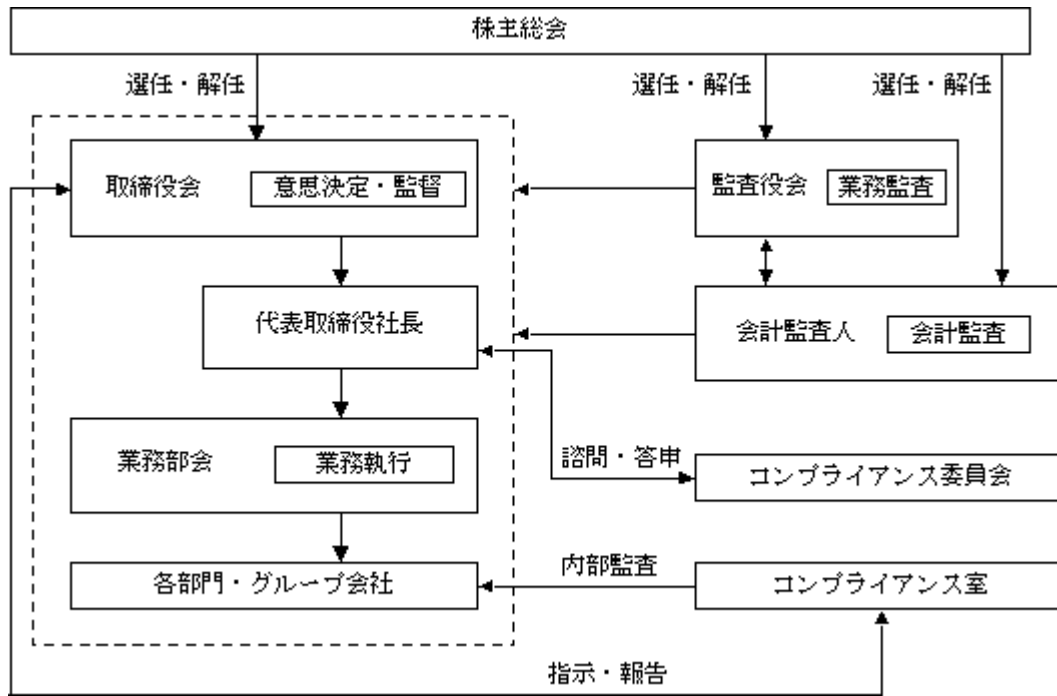 株主総会
選任・解任
選任・解任
選任・解任
取締役会
意思決定・監督
監査役会
業務監査
代表取締役社長
会計監査人
会計監査
業務部会
業務執行
諮問・答申
コンプライアンス委員会
各部門・グループ会社
内部監査
コンプライアンス室
指示・報告